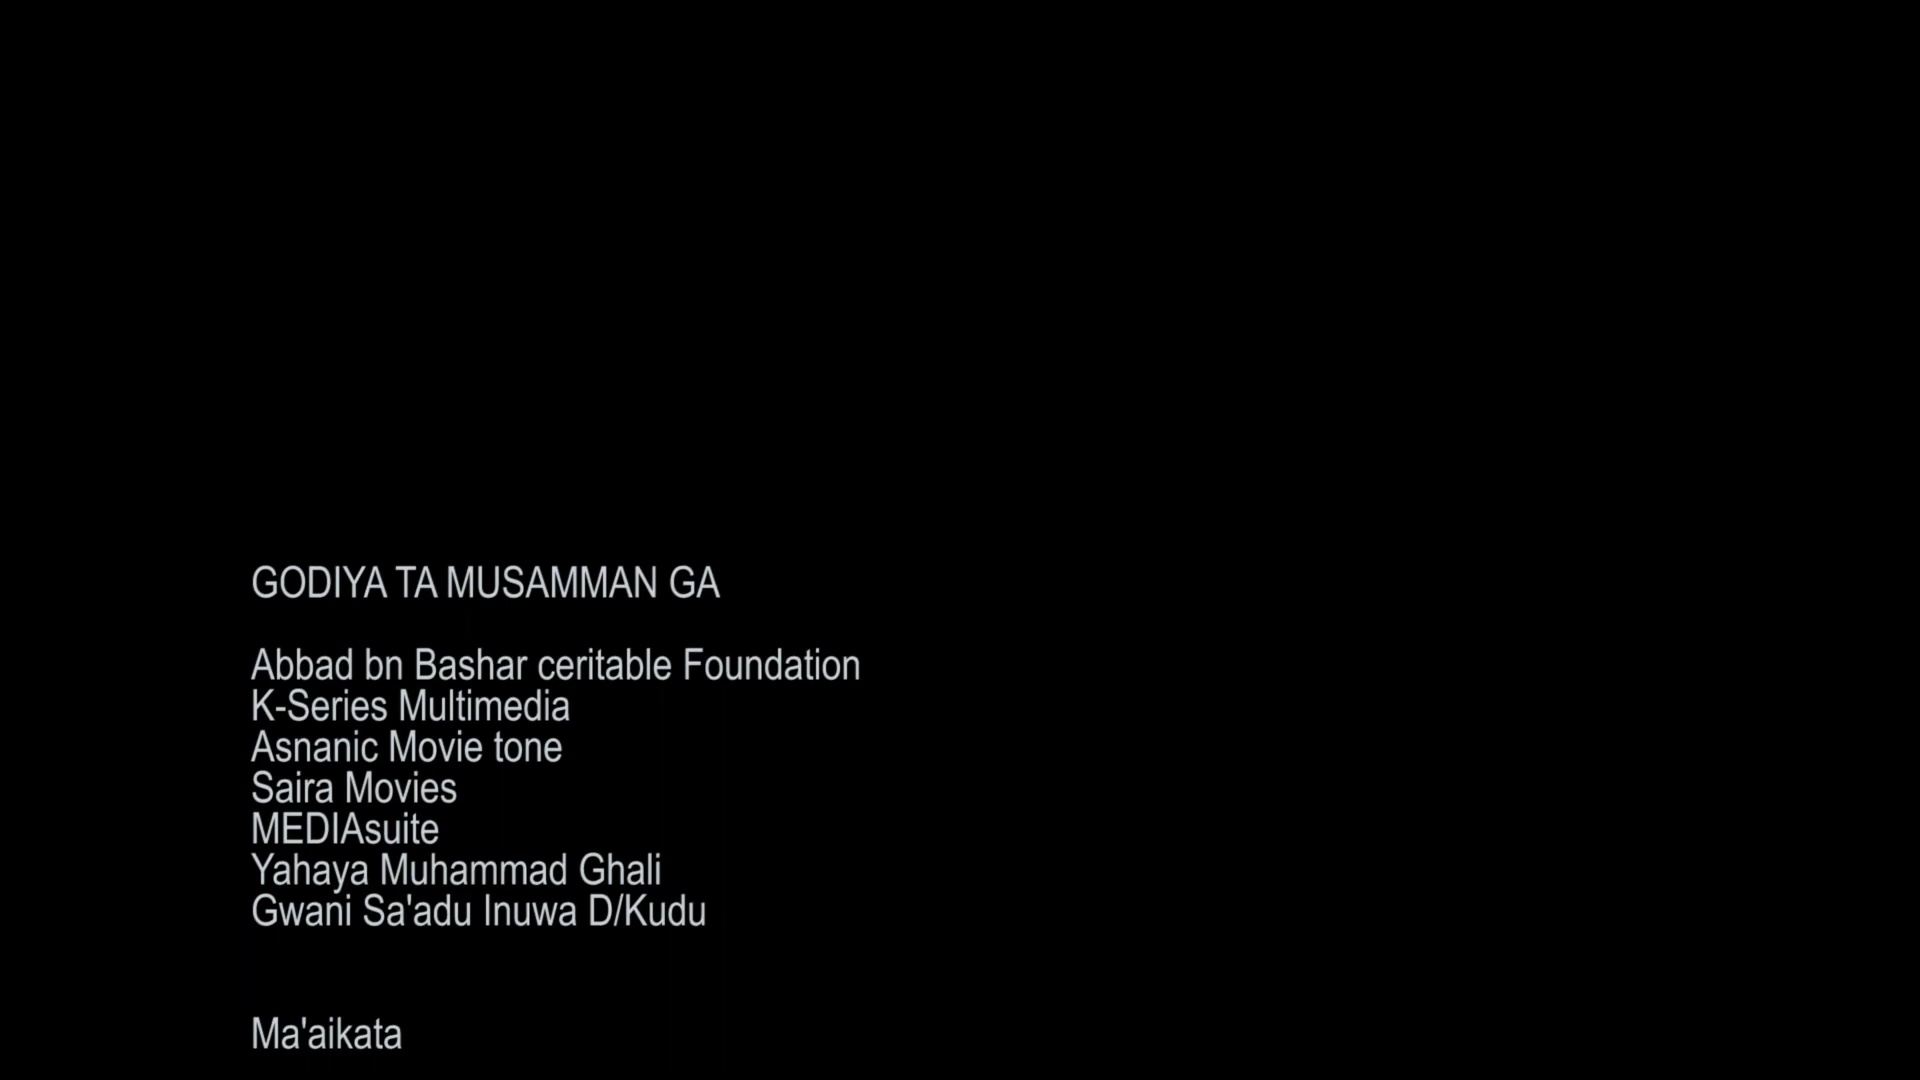 GODIYA TA MUSAMMAN GA
Abbad bn Bashar ceritable Foundation
K-Series Multimedia
Asnanic Movie tone
Saira Movies
MEDIAsuite
Yahaya Muhammad Ghali
Gwani Sa'adu Inuwa D/Kudu
Ma'aikata